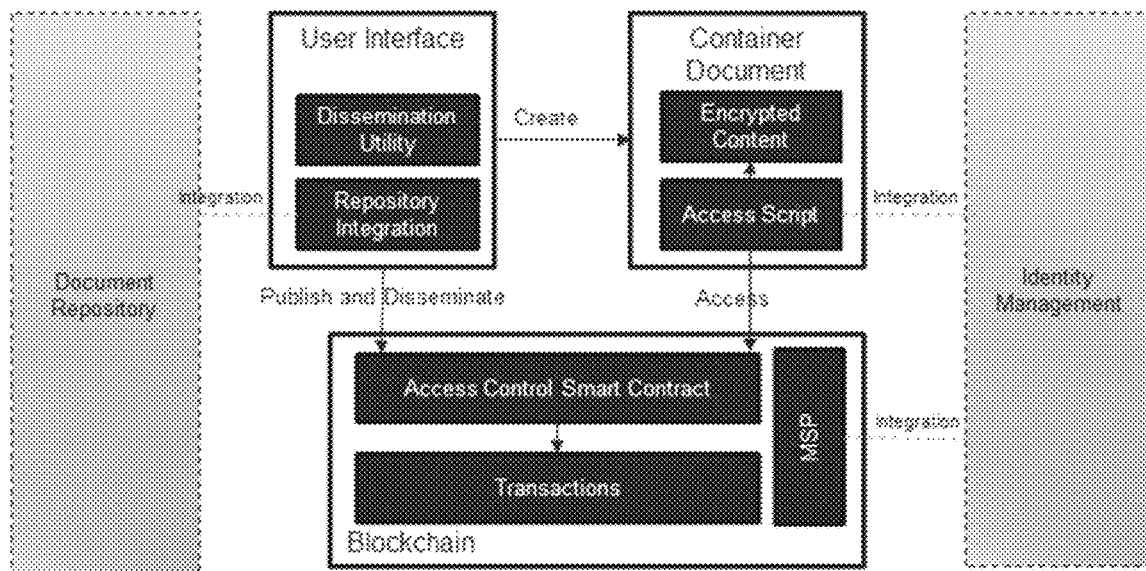 User Interface
Container
Document
Dissemination
Utility
Create
Encrypted
Content
Integration
Repository
Integration
Access Script
Integration
Document
Repository
Publish and Disseminate
Access
Identity
Management
Access Control Smart Contract
MSP
Integration
Transactions
Blockchain